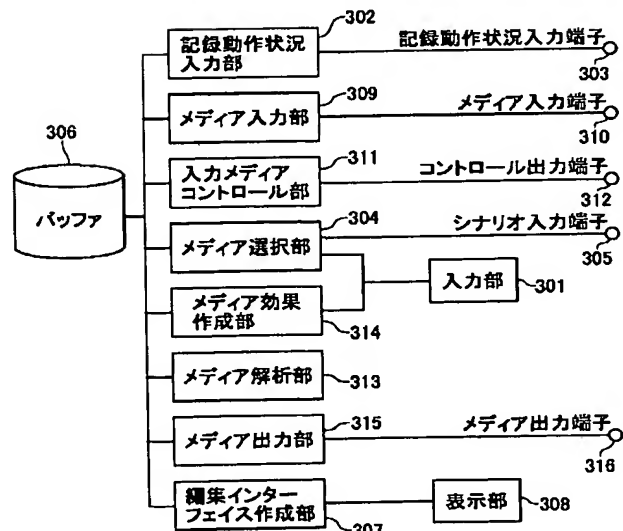 302
記録動作状況
入力部
記録動作状況入力端子
303
309
メディア入力部
メディア入力端子
310
306
バッファ
311
入力メディア
コントロール部
コントロール出力端子
312
304
メディア選択部
シナリオ入力端子
305
入力部
301
メディア効果
作成部
314
メディア解析部
313
315
メディア出力部
メディア出力端子
316
編集インター
フェイス作成部
307
表示部
308